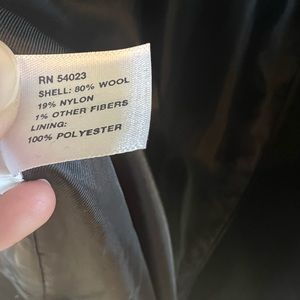 RN 54023
SHELL: 80% WOOL
19% NYLON
1% OTHER FIBERS
LINING:
100% POLYESTER